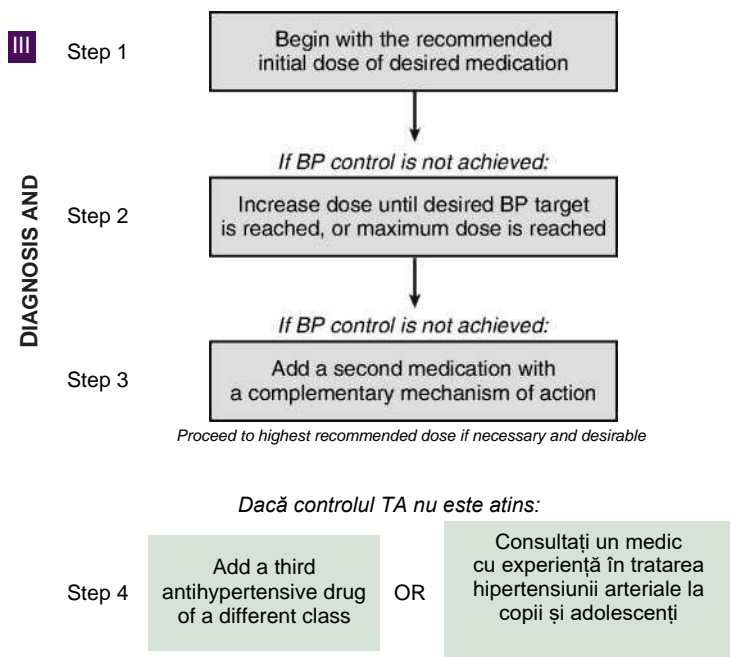 III
DIAGNOSIS AND
Step 1
Begin with the recommended
initial dose of desired medication
If BP control is not achieved:
Step 2
Increase dose until desired BP target
is reached, or maximum dose is reached
If BP control is not achieved:
Step 3
Add a second medication with
a complementary mechanism of action
Proceed to highest recommended dose if necessary and desirable
Dacă controlul TA nu este atins:
Step 4
Add a third
antihypertensive drug
of a different class
OR
Consultați un medic
cu experiență în tratarea
hipertensiunii arteriale la
copii și adolescenți